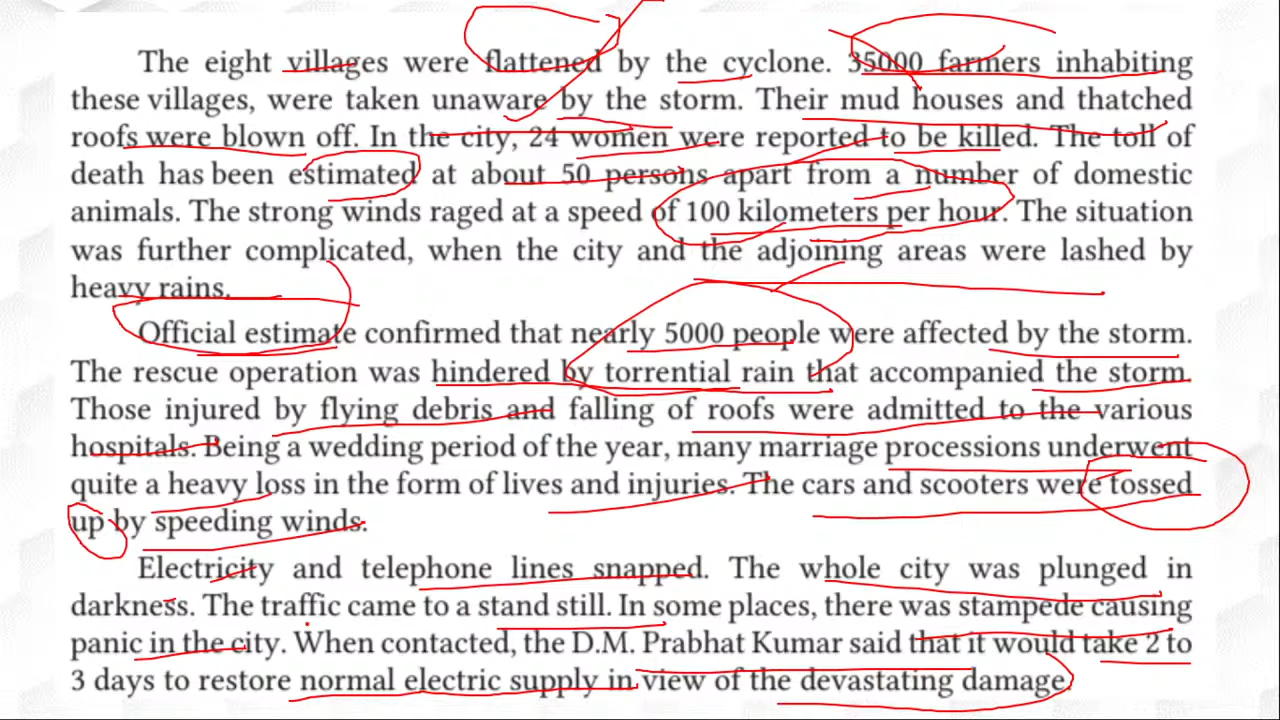 The eight villages were flattened by the cyclone. 35000 farmers inhabiting
these villages, were taken unaware by the storm. Their mud houses and thatched
roofs were blown off. In the city, 24 women were reported to be killed. The toll of
death has been estimated at about 50 persons apart from a number of domestic
animals. The strong winds raged at a speed of 100 kilometers per hour. The situation
was further complicated, when the city and the adjoining areas were lashed by
heavy rains.
Official estimate confirmed that nearly 5000 people were affected by the storm.
The rescue operation was hindered by torrential rain that accompanied the storm.
Those injured by flying debris and falling of roofs were admitted to the various
hospitals. Being a wedding period of the year, many marriage processions underwent
quite a heavy loss in the form of lives and injuries. The cars and scooters were tossed
up by speeding winds.
Electricity and telephone lines snapped. The whole city was plunged in
darkness. The traffic came to a stand still. In some places, there was stampede causing
panic in the city. When contacted, the D.M. Prabhat Kumar said that it would take 2 to
3 days to restore normal electric supply in view of the devastating damage.